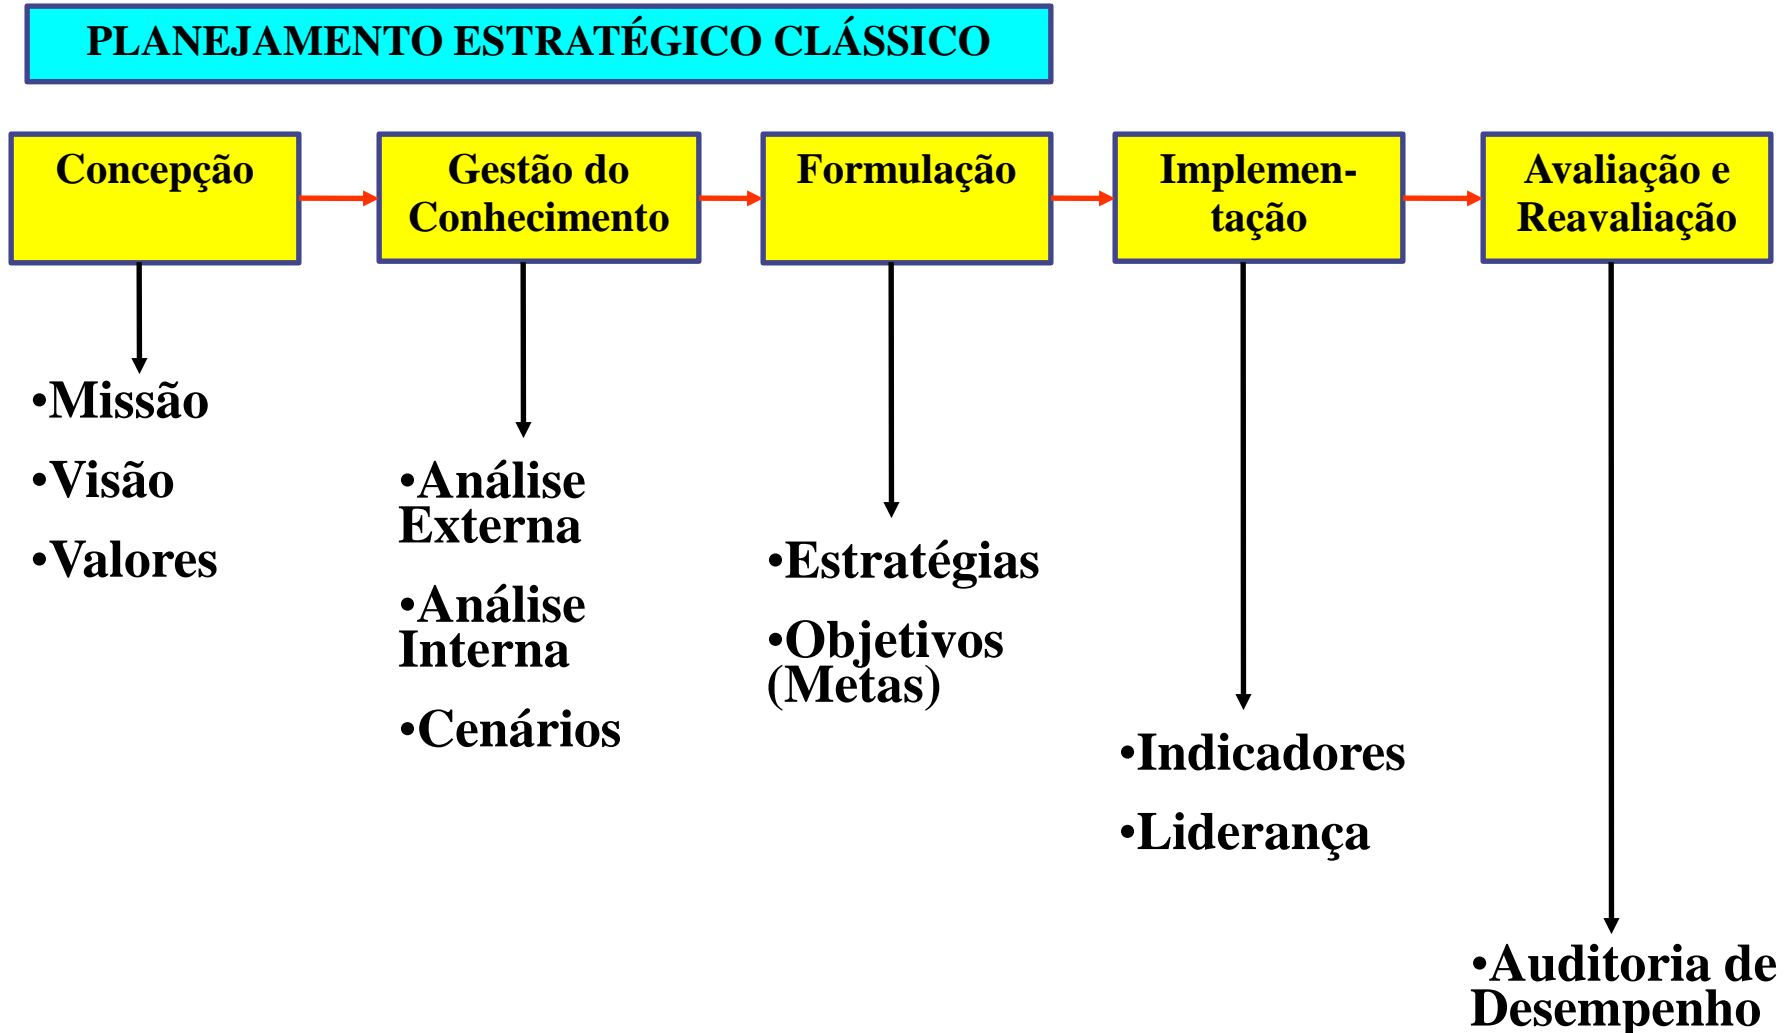 PLANEJAMENTO ESTRATÉGICO CLÁSSICO
Concepção
Gestão do
Conhecimento
Formulação
Implemen-
tação
Avaliação e
Reavaliação
•Missão
•Visão
•Valores
•Análise
Externa
•Análise
Interna
•Cenários
•Estratégias
•Objetivos
(Metas)
•Indicadores
•Liderança
•Auditoria de
Desempenho